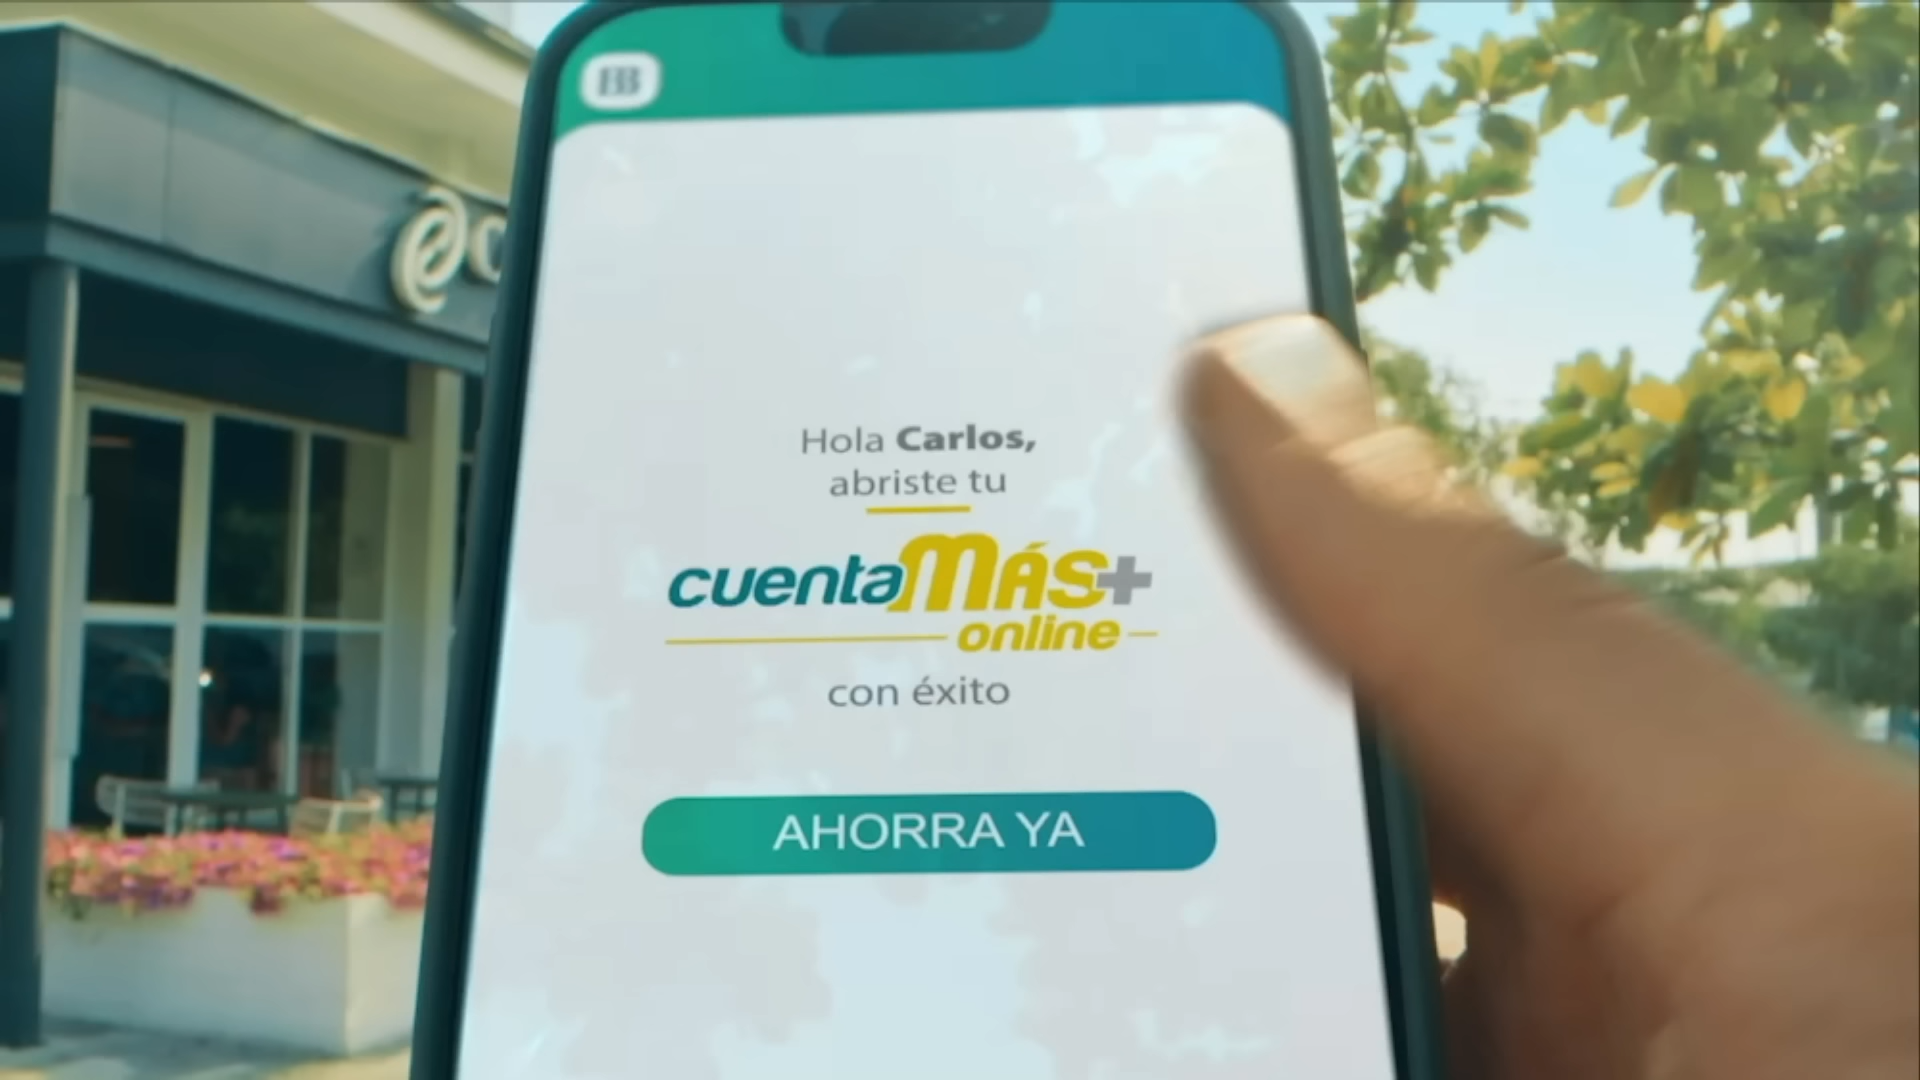 Hola Carlos,
abriste tu
cuentaMÁS+
online
con éxito
AHORRA YA